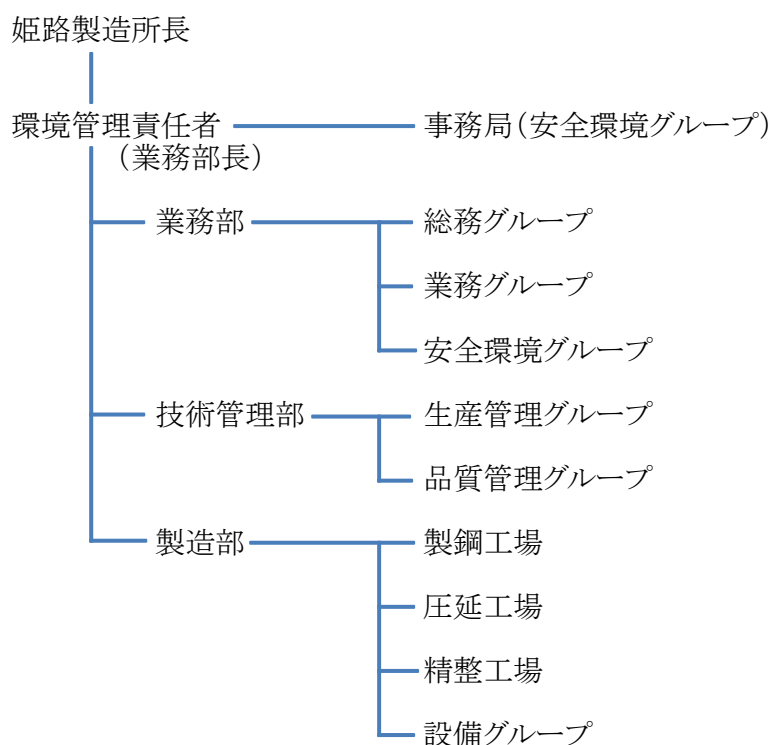 姫路製造所長
環境管理責任者
（業務部長）
事務局（安全環境グループ）
業務部
総務グループ
業務グループ
安全環境グループ
技術管理部
生産管理グループ
品質管理グループ
製造部
製鋼工場
圧延工場
精整工場
設備グループ